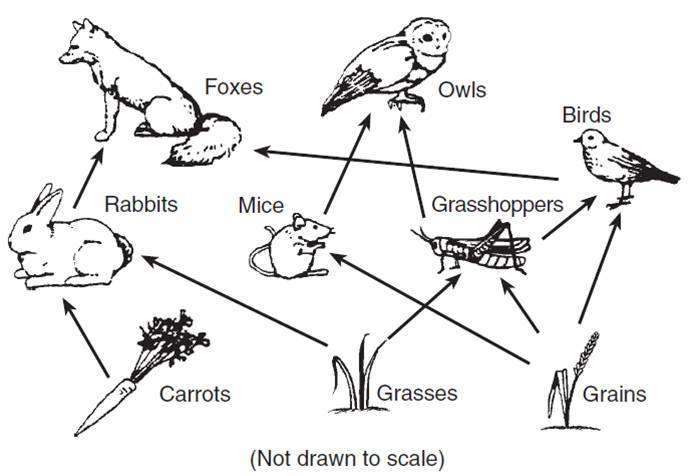 Foxes
Owls
Birds
Rabbits
Mice
Grasshoppers
Carrots
Grasses
Grains
(Not drawn to scale)